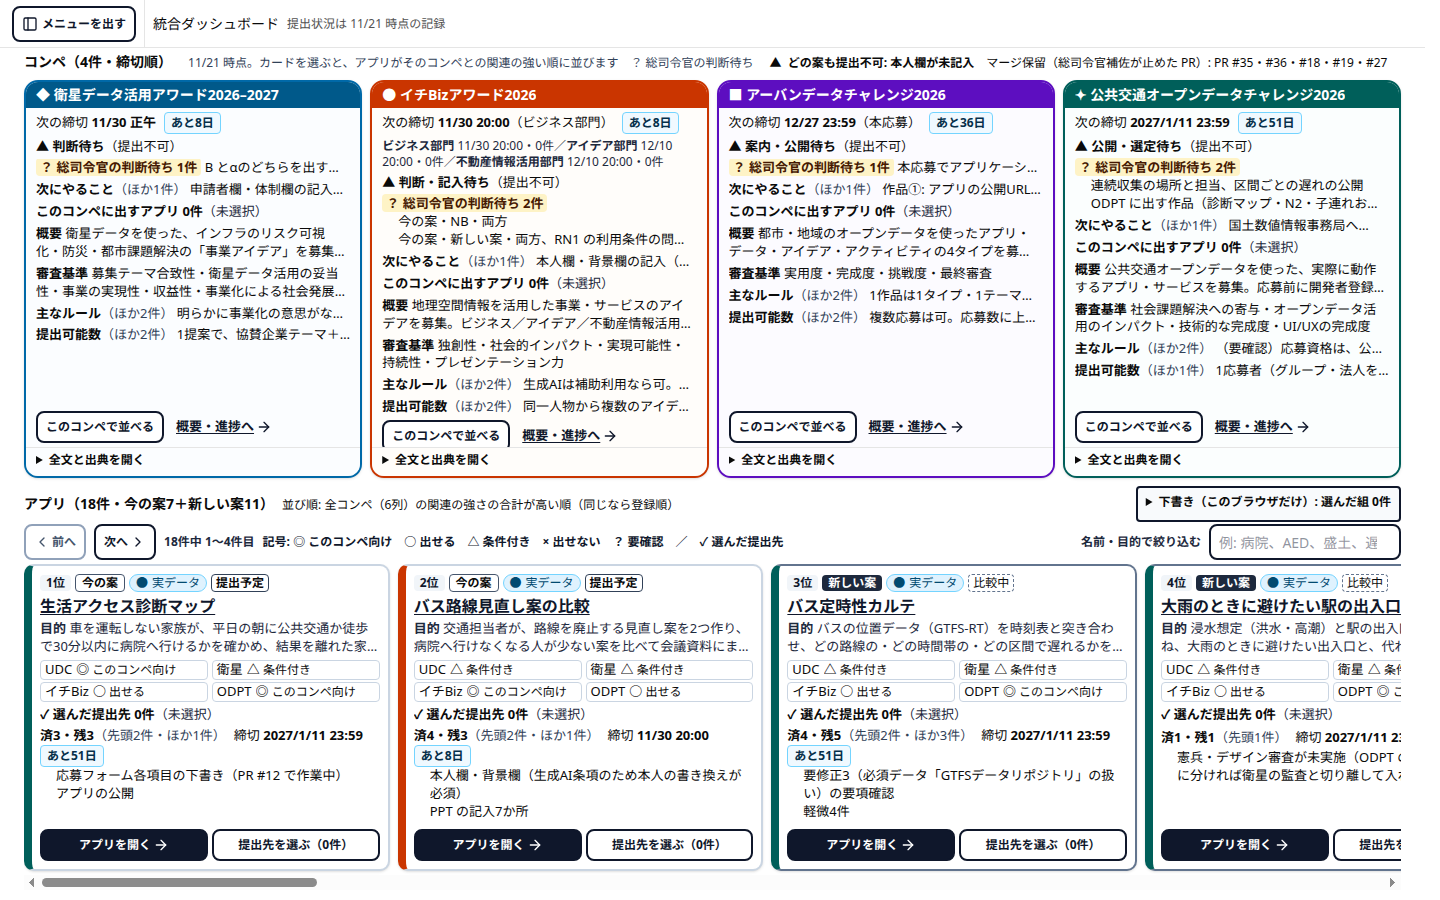 メニューを出す
統合ダッシュボード 提出状況は 11/21 時点の記録
コンペ（4件・締切順） 11/21 時点。カードを選ぶと、アプリがそのコンペとの関連の強い順に並びます ？ 総司令官の判断待ち ▲ どの案も提出不可: 本人欄が未記入 マージ保留（総司令官補佐が止めた PR）: PR #35・#36・#18・#19・#27
◆ 衛星データ活用アワード2026–2027
次の締切 11/30 正午 あと8日
▲ 判断待ち（提出不可）
？ 総司令官の判断待ち 1件 B とαのどちらを出す…
次にやること（ほか1件） 申請者欄・体制欄の記入…
このコンペに出すアプリ 0件（未選択）
概要 衛星データを使った、インフラのリスク可視
化・防災・都市課題解決の「事業アイデア」を募集…
審査基準 募集テーマ合致性・衛星データ活用の妥当
性・事業の実現性・収益性・事業化による社会発展…
主なルール（ほか2件） 明らかに事業化の意思がな…
提出可能数（ほか2件） 1提案で、協賛企業テーマ＋…
このコンペで並べる 概要・進捗へ →
▶ 全文と出典を開く
● イチBizアワード2026
次の締切 11/30 20:00（ビジネス部門） あと8日
ビジネス部門 11/30 20:00・0件／アイデア部門 12/10
20:00・0件／不動産情報活用部門 12/10 20:00・0件
▲ 判断・記入待ち（提出不可）
？ 総司令官の判断待ち 2件
今の案・NB・両方
今の案・新しい案・両方、RN1 の利用条件の問…
次にやること（ほか1件） 本人欄・背景欄の記入（…
このコンペに出すアプリ 0件（未選択）
概要 地理空間情報を活用した事業・サービスのアイ
デアを募集。ビジネス／アイデア／不動産情報活用…
審査基準 独創性・社会的インパクト・実現可能性・
持続性・プレゼンテーション力
主なルール（ほか2件） 生成AIは補助利用なら可。…
提出可能数（ほか2件） 同一人物から複数のアイデ…
このコンペで並べる 概要・進捗へ →
▶ 全文と出典を開く
■ アーバンデータチャレンジ2026
次の締切 12/27 23:59（本応募） あと36日
▲ 案内・公開待ち（提出不可）
？ 総司令官の判断待ち 1件 本応募でアプリケーシ…
次にやること（ほか1件） 作品①: アプリの公開URL…
このコンペに出すアプリ 0件（未選択）
概要 都市・地域のオープンデータを使ったアプリ・
データ・アイデア・アクティビティの4タイプを募…
審査基準 実用度・完成度・挑戦度・最終審査
主なルール（ほか2件） 1作品は1タイプ・1テーマ…
提出可能数（ほか2件） 複数応募は可。応募数に上…
このコンペで並べる 概要・進捗へ →
▶ 全文と出典を開く
✦ 公共交通オープンデータチャレンジ2026
次の締切 2027/1/11 23:59 あと51日
▲ 公開・選定待ち（提出不可）
？ 総司令官の判断待ち 2件
連続収集の場所と担当、区間ごとの遅れの公開
ODPT に出す作品（診断マップ・N2・子連れお…
次にやること（ほか1件） 国土数値情報事務局へ…
このコンペに出すアプリ 0件（未選択）
概要 公共交通オープンデータを使った、実際に動作
するアプリ・サービスを募集。応募前に開発者登録…
審査基準 社会課題解決への寄与・オープンデータ活
用のインパクト・技術的な完成度・UI/UXの完成度
主なルール（ほか2件） （要確認）応募資格は、公…
提出可能数（ほか1件） 1応募者（グループ・法人を…
このコンペで並べる 概要・進捗へ →
▶ 全文と出典を開く
アプリ（18件・今の案7＋新しい案11） 並び順: 全コンペ（6列）の関連の強さの合計が高い順（同じなら登録順）
▶ 下書き（このブラウザだけ）: 選んだ組 0件
前へ 次へ 18件中 1〜4件目 記号: ◎ このコンペ向け ○ 出せる △ 条件付き × 出せない ？ 要確認 ／ ✓ 選んだ提出先
名前・目的で絞り込む 例: 病院、AED、盛土、遅
1位 今の案 ● 実データ 提出予定
生活アクセス診断マップ
目的 車を運転しない家族が、平日の朝に公共交通か徒歩
で30分以内に病院へ行けるかを確かめ、結果を離れた家…
UDC ◎ このコンペ向け 衛星 △ 条件付き
イチBiz ○ 出せる ODPT ◎ このコンペ向け
✓ 選んだ提出先 0件（未選択）
済3・残3（先頭2件・ほか1件） 締切 2027/1/11 23:59
あと51日
応募フォーム各項目の下書き（PR #12 で作業中）
アプリの公開
アプリを開く → 提出先を選ぶ（0件）
2位 今の案 ● 実データ 提出予定
バス路線見直し案の比較
目的 交通担当者が、路線を廃止する見直し案を2つ作り、
病院へ行けなくなる人が少ない案を比べて会議資料にま…
UDC △ 条件付き 衛星 △ 条件付き
イチBiz ◎ このコンペ向け ODPT ○ 出せる
✓ 選んだ提出先 0件（未選択）
済4・残3（先頭2件・ほか1件） 締切 11/30 20:00
あと8日
本人欄・背景欄（生成AI条項のため本人の書き換えが
必須）
PPT の記入7か所
アプリを開く → 提出先を選ぶ（0件）
3位 新しい案 ● 実データ 比較中
バス定時性カルテ
目的 バスの位置データ（GTFS-RT）を時刻表と突き合わ
せ、どの路線の・どの時間帯の・どの区間で遅れるかを…
UDC △ 条件付き 衛星 △ 条件付き
イチBiz ○ 出せる ODPT ◎ このコンペ向け
✓ 選んだ提出先 0件（未選択）
済4・残5（先頭2件・ほか3件） 締切 2027/1/11 23:59
あと51日
要修正3（必須データ「GTFSデータリポジトリ」の扱
い）の要項確認
軽微4件
アプリを開く → 提出先を選ぶ（0件）
4位 新しい案 ● 実データ 比較中
大雨のときに避けたい駅の出入口
目的 浸水想定（洪水・高潮）と駅の出入
ね、大雨のときに避けたい出入口と、代わ
UDC ◎ このコンペ向け 衛星 △ 条件付
イチBiz ○ 出せる ODPT ◎ こ
✓ 選んだ提出先 0件（未選択）
済1・残1（先頭1件） 締切 2027/1/11 23
憲兵・デザイン審査が未実施（ODPT
に分ければ衛星の監査と切り離して入
アプリを開く → 提出先を